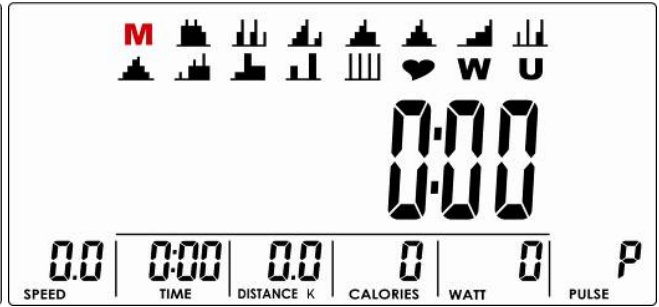 M
W U
0:00
0.0 0:00 0.0 0 0 P
SPEED TIME DISTANCE K CALORIES WATT PULSE